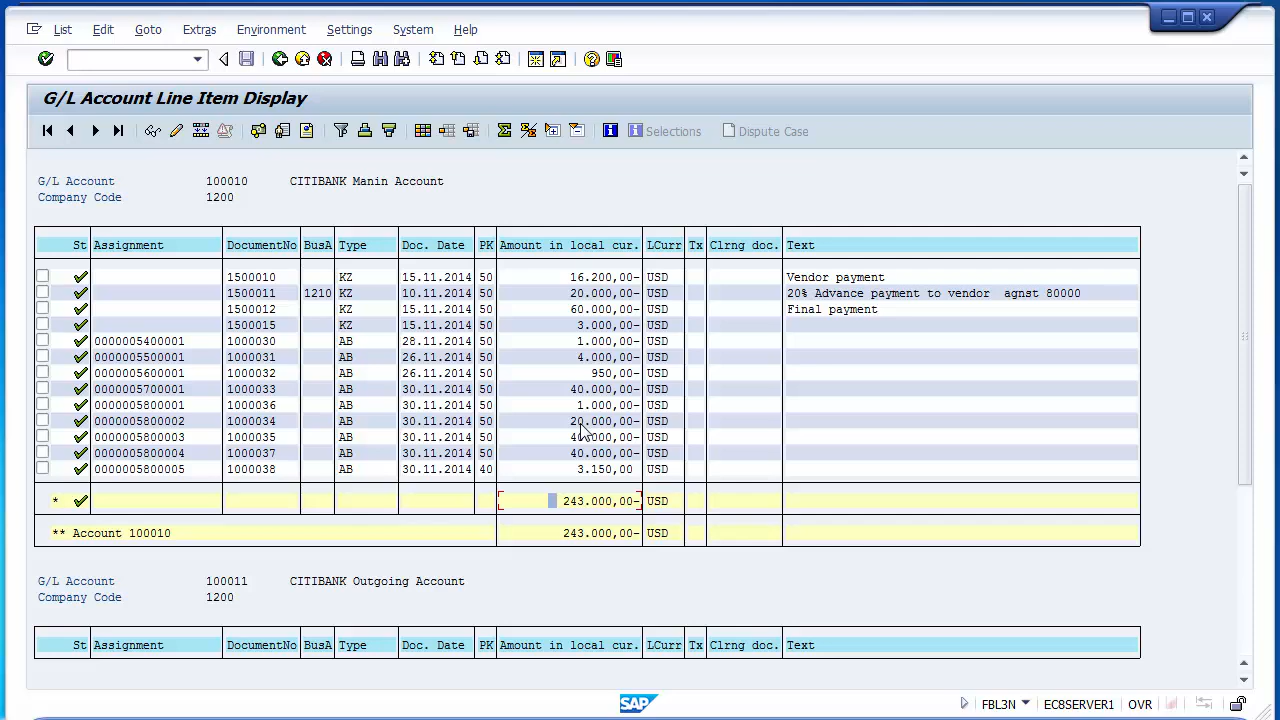 List Edit Goto Extras Environment Settings System Help
G/L Account Line Item Display
Selections Dispute Case
G/L Account 100010 CITIBANK Manin Account
Company Code 1200
St Assignment DocumentNo BusA Type Doc. Date PK Amount in local cur. LCurr Tx Clrng doc. Text
1500010 KZ 15.11.2014 50 16.200,00- USD Vendor payment
1500011 1210 KZ 10.11.2014 50 20.000,00- USD 20% Advance payment to vendor agnst 80000
1500012 KZ 15.11.2014 50 60.000,00- USD Final payment
1500015 KZ 15.11.2014 50 3.000,00- USD
0000005400001 1000030 AB 28.11.2014 50 1.000,00- USD
0000005500001 1000031 AB 26.11.2014 50 4.000,00- USD
0000005600001 1000032 AB 26.11.2014 50 950,00- USD
0000005700001 1000033 AB 30.11.2014 50 40.000,00- USD
0000005800001 1000036 AB 30.11.2014 50 1.000,00- USD
0000005800002 1000034 AB 30.11.2014 50 20.000,00- USD
0000005800003 1000035 AB 30.11.2014 50 40.000,00- USD
0000005800004 1000037 AB 30.11.2014 50 40.000,00- USD
0000005800005 1000038 AB 30.11.2014 40 3.150,00 USD
* 243.000,00- USD
** Account 100010 243.000,00- USD
G/L Account 100011 CITIBANK Outgoing Account
Company Code 1200
St Assignment DocumentNo BusA Type Doc. Date PK Amount in local cur. LCurr Tx Clrng doc. Text
SAP FBL3N EC8SERVER1 OVR